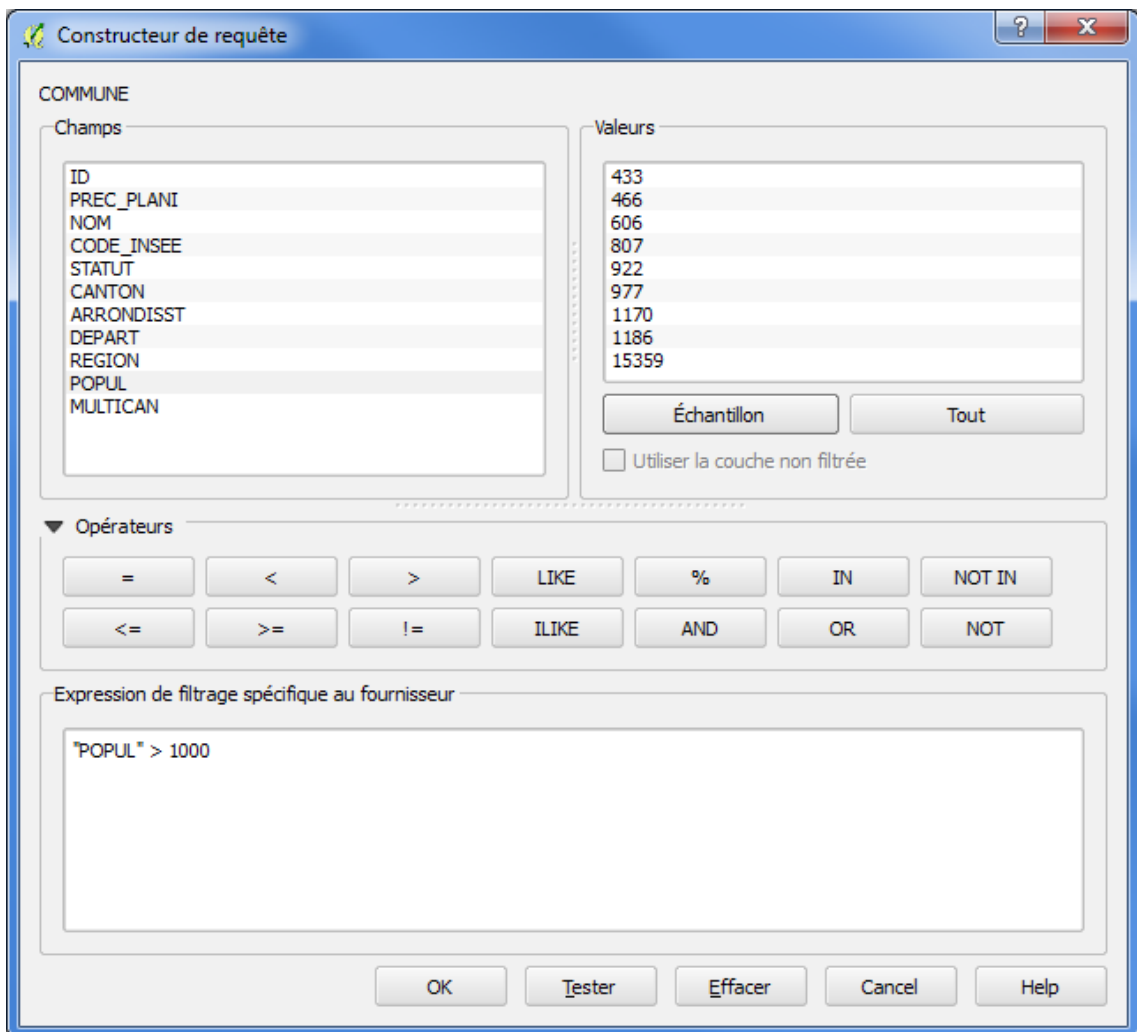 Constructeur de requête
?
X
COMMUNE
Champs
ID
PREC_PLANI
NOM
CODE_INSEE
STATUT
CANTON
ARRONDISST
DEPART
REGION
POPUL
MULTICAN
Valeurs
433
466
606
807
922
977
1170
1186
15359
Échantillon
Tout
Utiliser la couche non filtrée
Opérateurs
= < > LIKE % IN NOT IN
<= >= != ILIKE AND OR NOT
Expression de filtrage spécifique au fournisseur
"POPUL" > 1000
OK Tester Effacer Cancel Help